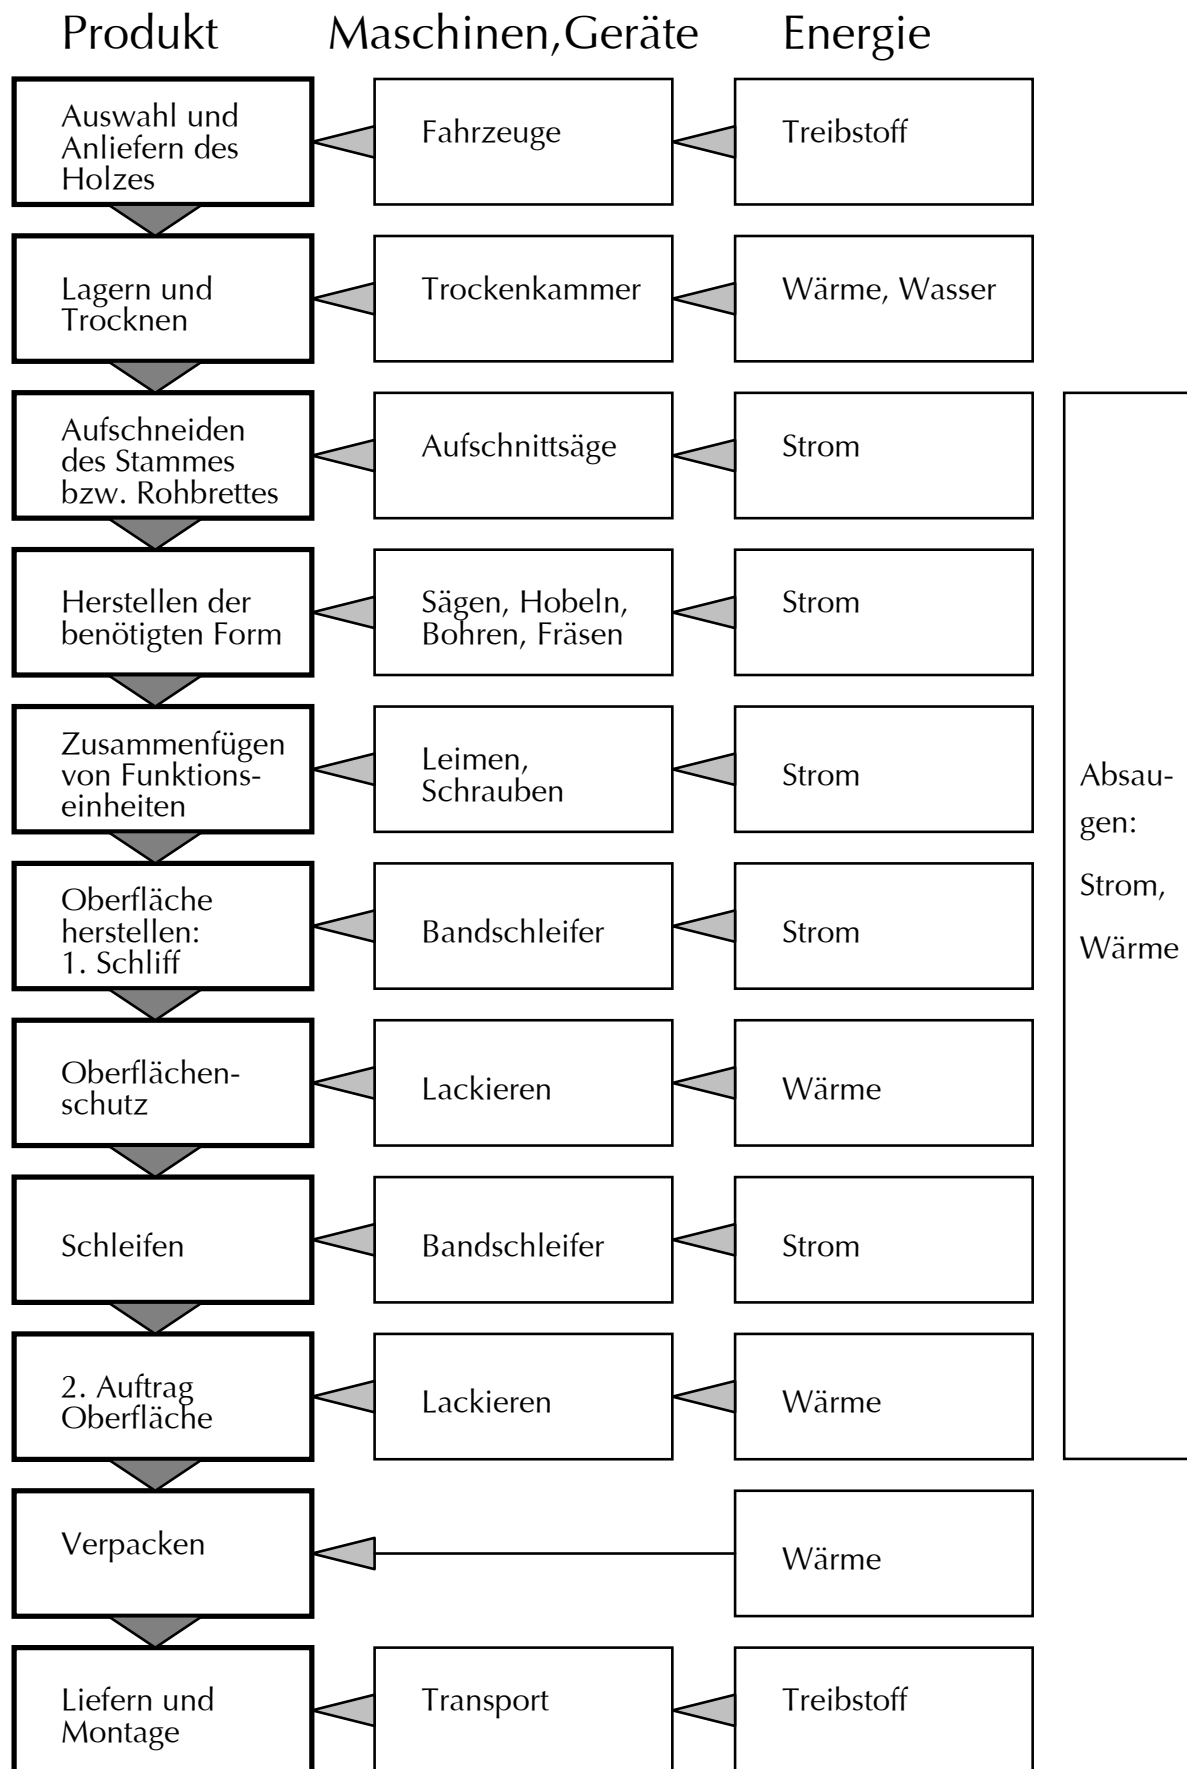 Produkt Maschinen, Geräte Energie
Auswahl und
Anliefern des
Holzes
Fahrzeuge
Treibstoff
Lagern und
Trocknen
Trockenkammer
Wärme, Wasser
Aufschneiden
des Stammes
bzw. Rohbrettes
Aufschnittsäge
Strom
Herstellen der
benötigten Form
Sägen, Hobeln,
Bohren, Fräsen
Strom
Zusammenfügen
von Funktions-
einheiten
Leimen,
Schrauben
Strom
Oberfläche
herstellen:
1. Schliff
Bandschleifer
Strom
Oberflächen-
schutz
Lackieren
Wärme
Schleifen
Bandschleifer
Strom
2. Auftrag
Oberfläche
Lackieren
Wärme
Verpacken
Wärme
Liefern und
Montage
Transport
Treibstoff
Absau-
gen:
Strom,
Wärme